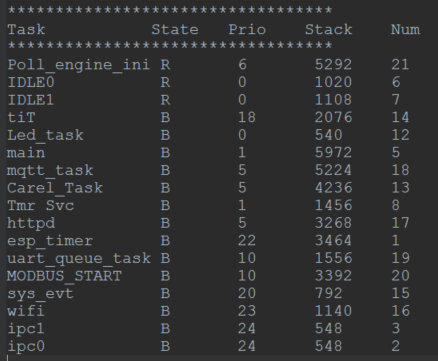 *********************************
Task State Prio Stack Num
*********************************
Poll_engine_ini R 6 5292 21
IDLE0 R 0 1020 6
IDLE1 R 0 1108 7
tiT B 18 2076 14
Led_task B 0 540 12
main B 1 5972 5
mqtt_task B 5 5224 18
Carel_Task B 5 4236 13
Tmr Svc B 1 1456 8
httpd B 5 3268 17
esp_timer B 22 3464 1
uart_queue_task B 10 1556 19
MODBUS_START B 10 3392 20
sys_evt B 20 792 15
wifi B 23 1140 16
ipc1 B 24 548 3
ipc0 B 24 548 2